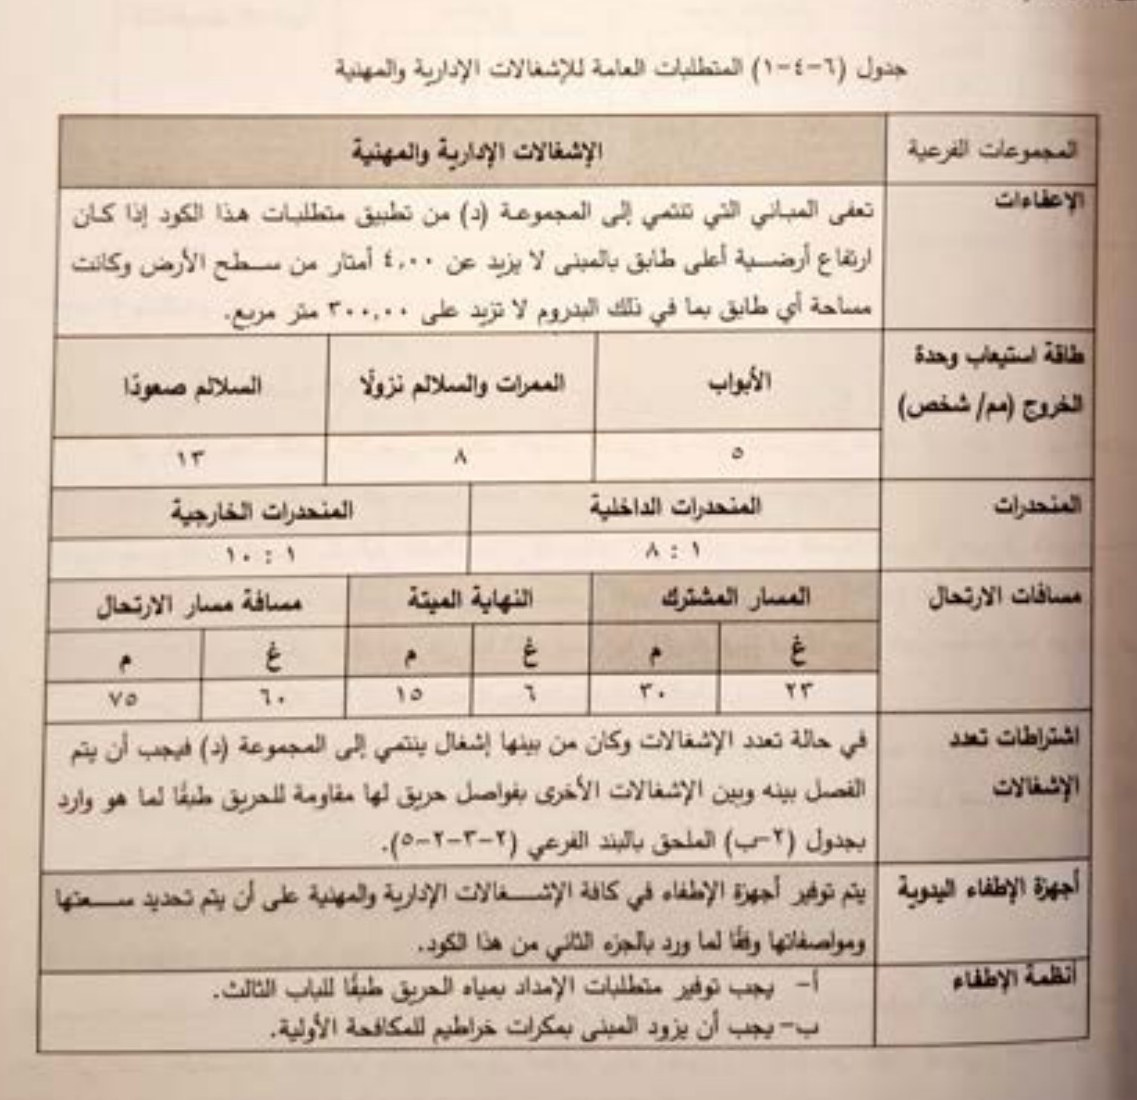 جدول (٦-٤-١) المتطلبات العامة للإشغالات الإدارية والمهنية
المجموعات الفرعية
الإشغالات الإدارية والمهنية
الإعفاءات
تعفى المباني التي تنتمي إلى المجموعة (د) من تطبيق متطلبات هذا الكود إذا كان
ارتفاع أرضية أعلى طابق بالمبنى لا يزيد عن ٤,٠٠ أمتار من سطح الأرض وكانت
مساحة أي طابق بما في ذلك البدروم لا تزيد على ٣٠٠,٠٠ متر مربع.
طاقة استيعاب وحدة
الخروج (مم/ شخص)
الأبواب
الممرات والسلالم نزولًا
السلالم صعودًا
٥
٨
١٣
المنحدرات
المنحدرات الداخلية
المنحدرات الخارجية
١ : ٨
١ : ١٠
مسافات الارتحال
المسار المشترك
النهاية الميتة
مسافة مسار الارتحال
غ
م
غ
م
غ
م
٢٣
٣٠
٦
١٥
٦٠
٧٥
اشتراطات تعدد
الإشغالات
في حالة تعدد الإشغالات وكان من بينها إشغال ينتمي إلى المجموعة (د) فيجب أن يتم
الفصل بينه وبين الإشغالات الأخرى بفواصل حريق لها مقاومة للحريق طبقًا لما هو وارد
بجدول (٢-ب) الملحق بالبند الفرعي (٢-٣-٢-٥).
أجهزة الإطفاء اليدوية
يتم توفير أجهزة الإطفاء في كافة الإشغالات الإدارية والمهنية على أن يتم تحديد سعتها
ومواصفاتها وفقًا لما ورد بالجزء الثاني من هذا الكود.
أنظمة الإطفاء
أ- يجب توفير متطلبات الإمداد بمياه الحريق طبقًا للباب الثالث.
ب- يجب أن يزود المبنى بمكرات خراطيم للمكافحة الأولية.